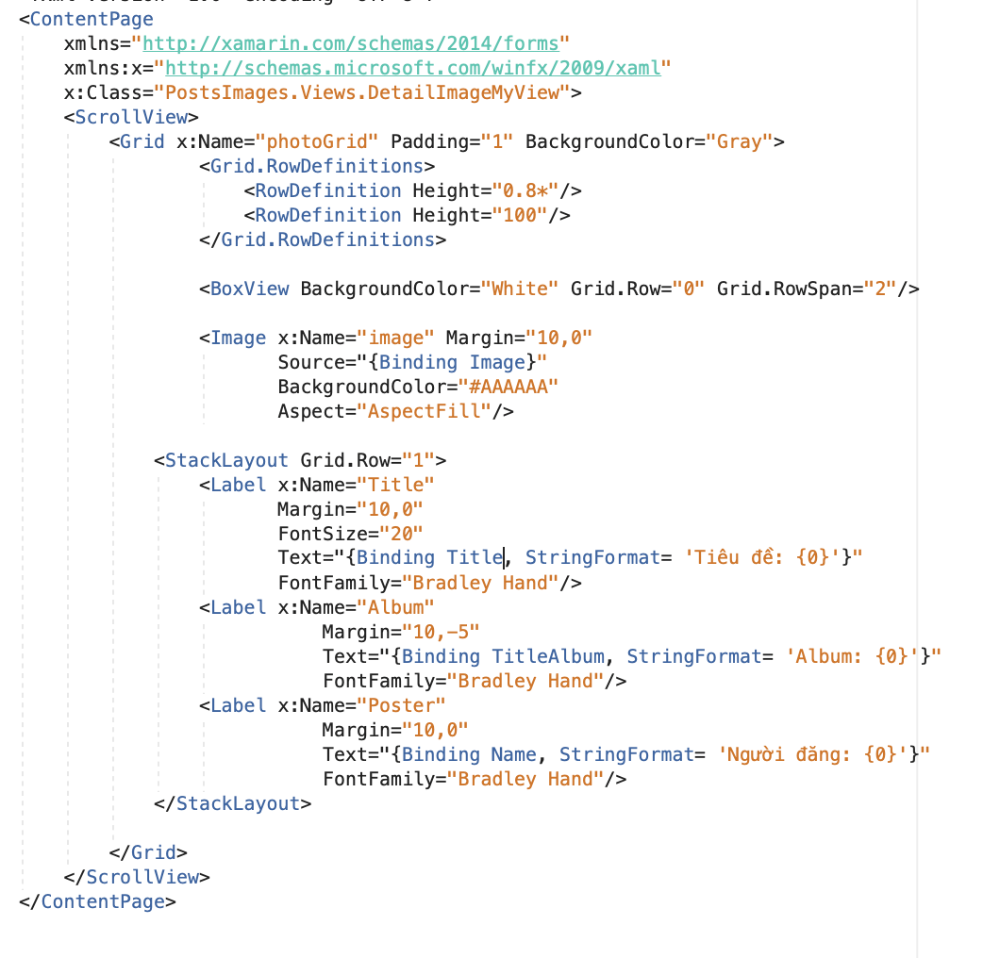 <ContentPage
xmlns="http://xamarin.com/schemas/2014/forms"
xmlns:x="http://schemas.microsoft.com/winfx/2009/xaml"
x:Class="PostsImages.Views.DetailImageMyView">
<ScrollView>
<Grid x:Name="photoGrid" Padding="1" BackgroundColor="Gray">
<Grid.RowDefinitions>
<RowDefinition Height="0.8*"/>
<RowDefinition Height="100"/>
</Grid.RowDefinitions>
<BoxView BackgroundColor="White" Grid.Row="0" Grid.RowSpan="2"/>
<Image x:Name="image" Margin="10,0"
Source="{Binding Image}"
BackgroundColor="#AAAAAA"
Aspect="AspectFill"/>
<StackLayout Grid.Row="1">
<Label x:Name="Title"
Margin="10,0"
FontSize="20"
Text="{Binding Title, StringFormat= 'Tiêu đề: {0}'}"
FontFamily="Bradley Hand"/>
<Label x:Name="Album"
Margin="10,-5"
Text="{Binding TitleAlbum, StringFormat= 'Album: {0}'}"
FontFamily="Bradley Hand"/>
<Label x:Name="Poster"
Margin="10,0"
Text="{Binding Name, StringFormat= 'Người đăng: {0}'}"
FontFamily="Bradley Hand"/>
</StackLayout>
</Grid>
</ScrollView>
</ContentPage>